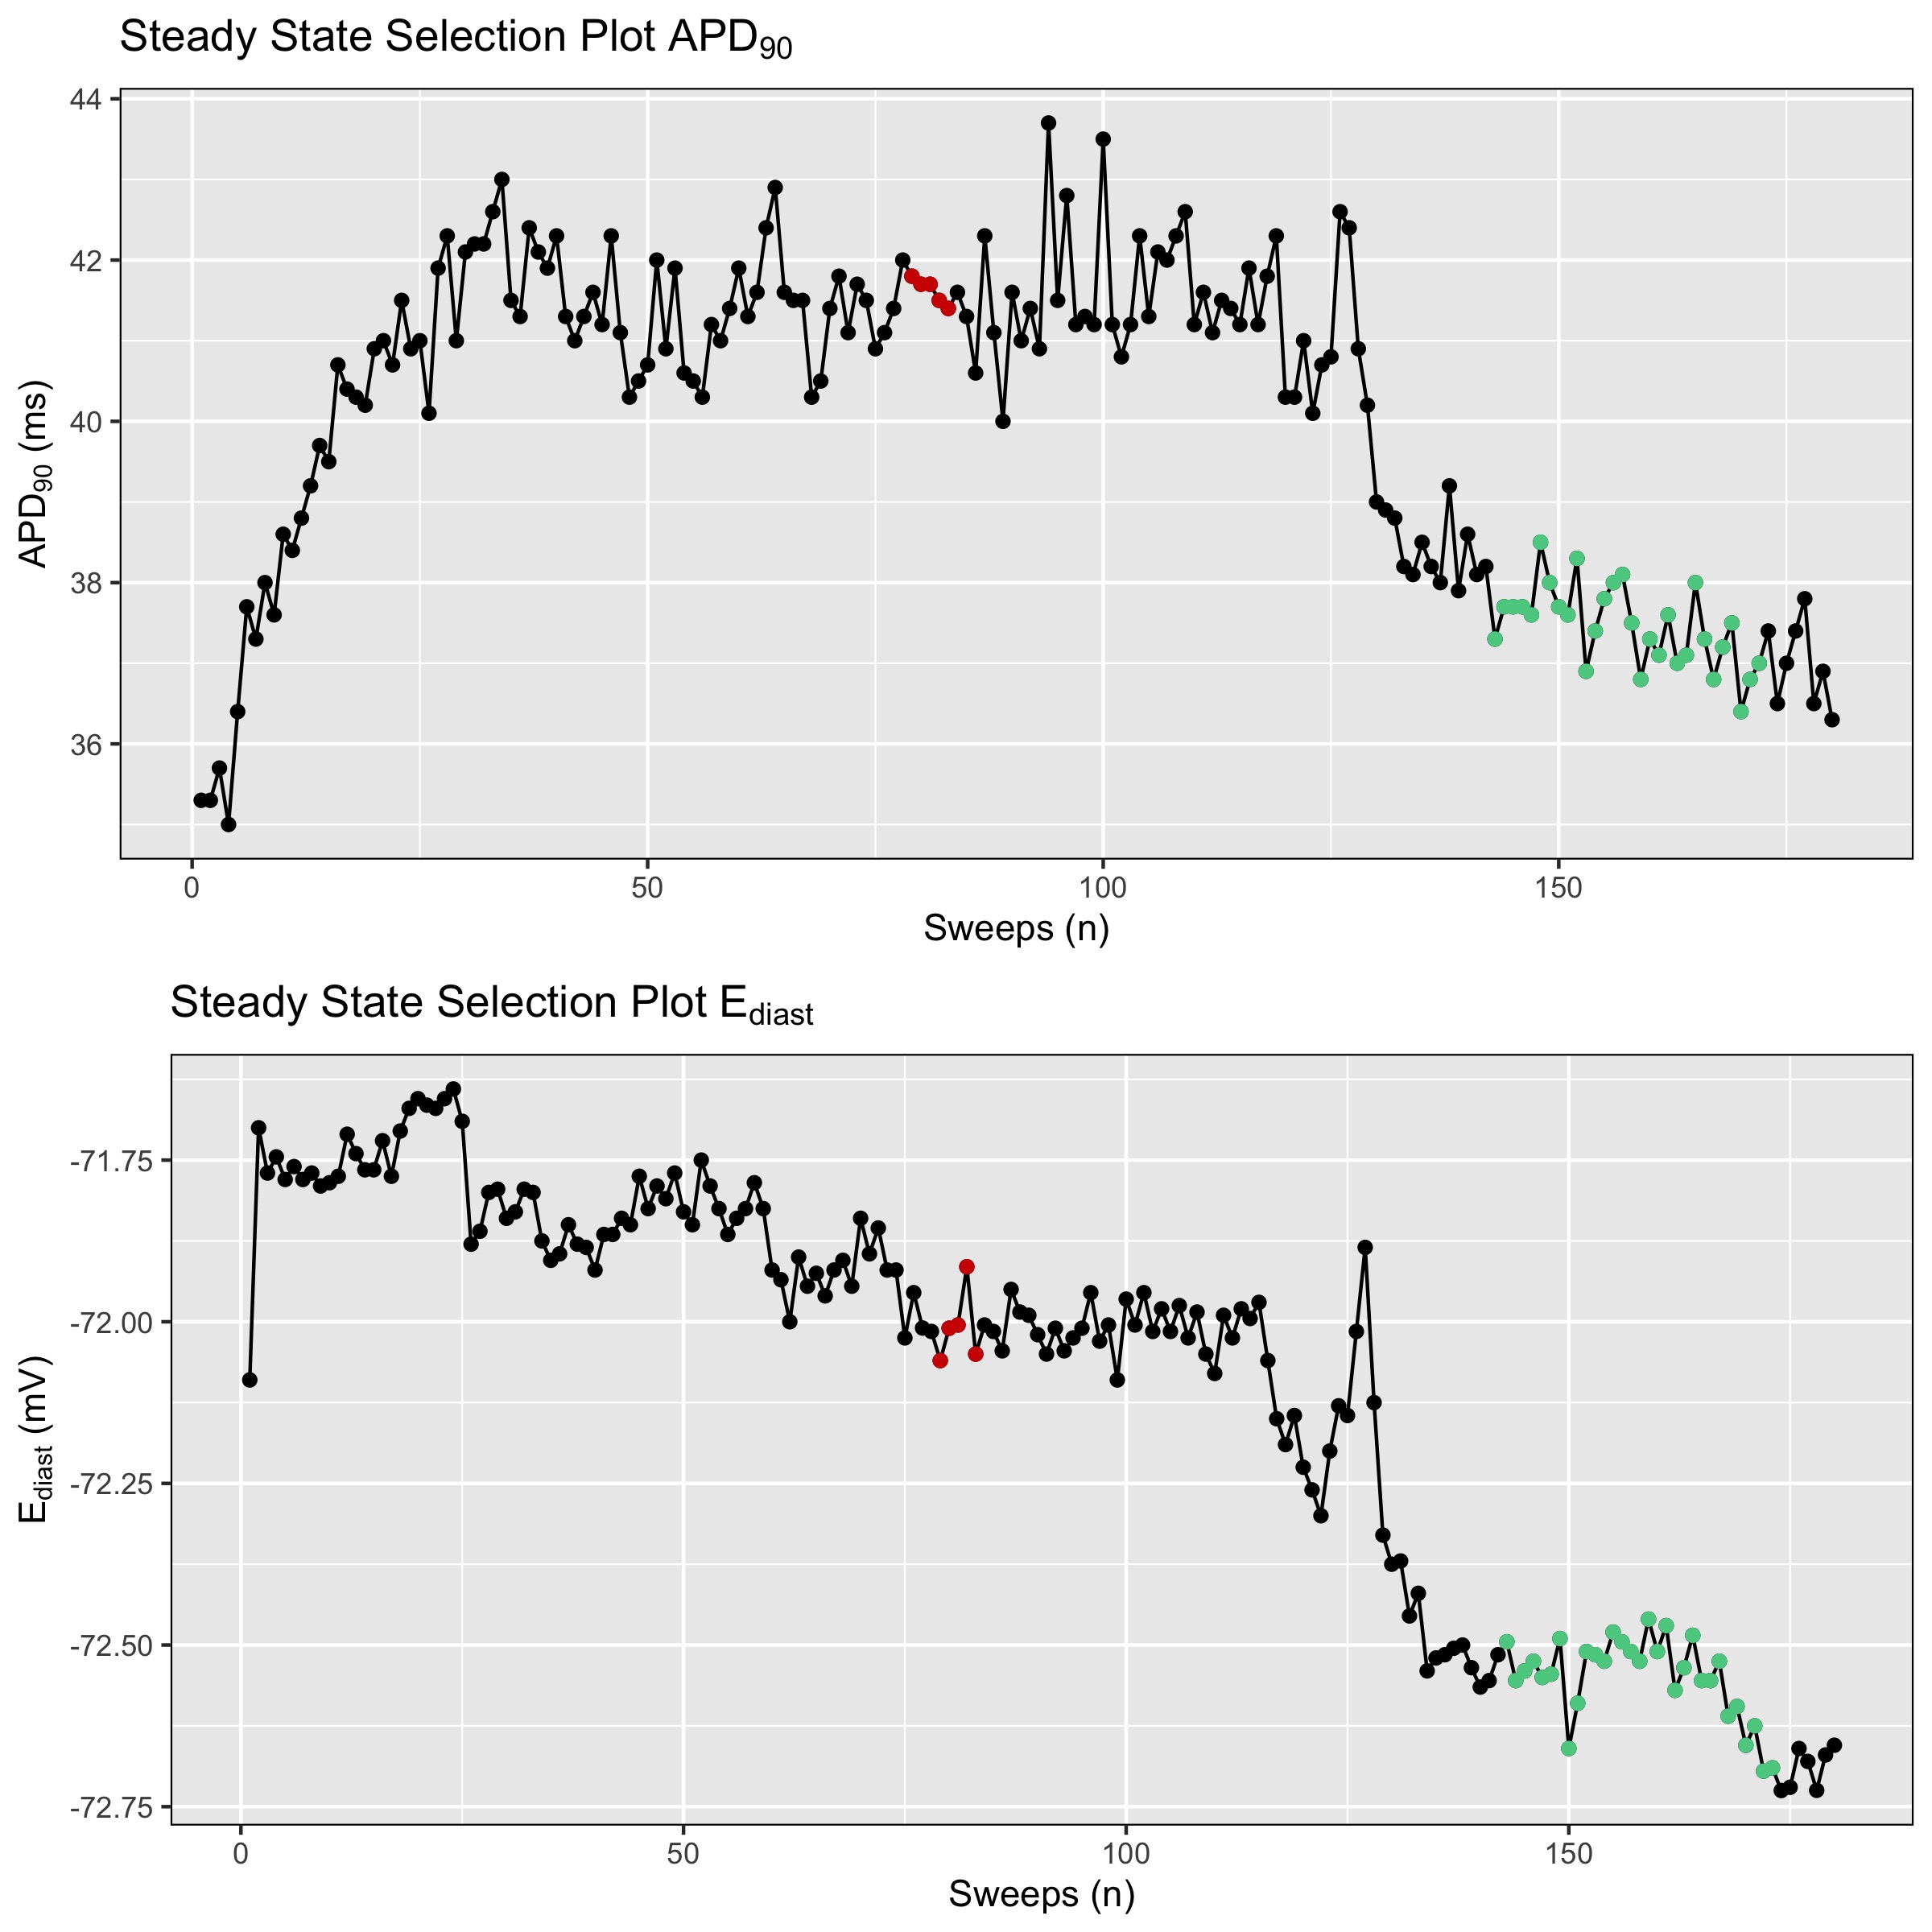 Steady State Selection Plot APD90
44
42
40
38
36
APD90 (ms)
0 50 100 150
Sweeps (n)
Steady State Selection Plot Ediast
-71.75
-72.00
-72.25
-72.50
-72.75
Ediast (mV)
0 50 100 150
Sweeps (n)